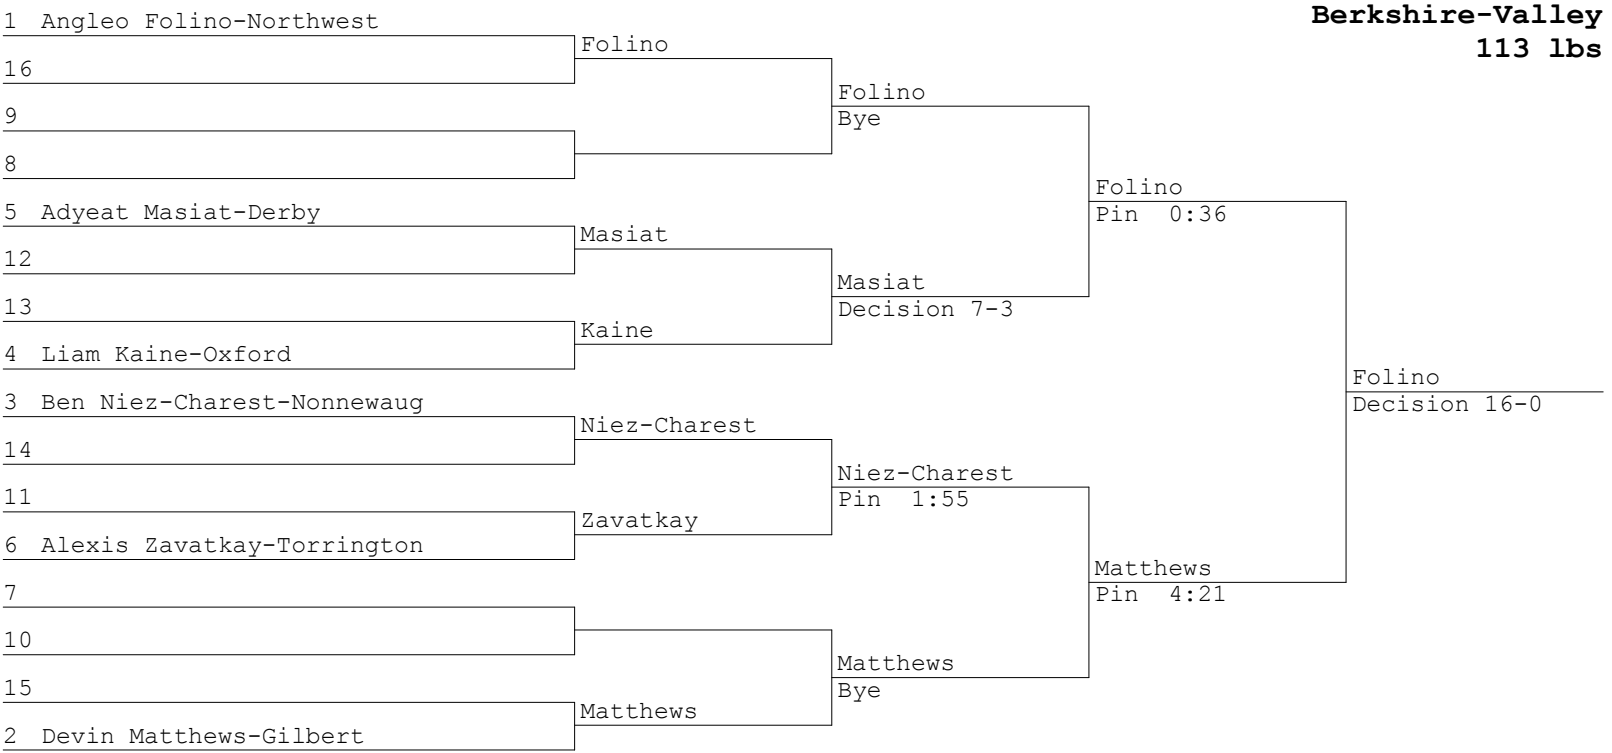 Berkshire-Valley
113 lbs
1 Angleo Folino-Northwest
Folino
16
Folino
9
Bye
8
Folino
5 Adyeat Masiat-Derby
Pin 0:36
Masiat
12
Masiat
13
Decision 7-3
Kaine
4 Liam Kaine-Oxford
Folino
3 Ben Niez-Charest-Nonnewaug
Decision 16-0
Niez-Charest
14
Niez-Charest
11
Pin 1:55
Zavatkay
6 Alexis Zavatkay-Torrington
Matthews
7
Pin 4:21
10
Matthews
15
Bye
Matthews
2 Devin Matthews-Gilbert